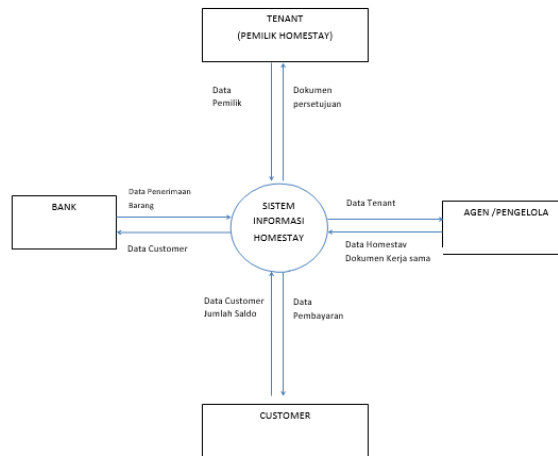 TENANT
(PEMILIK HOMESTAY)
Data
Pemilik
Dokumen
persetujuan
BANK
Data Penerimaan
Barang
Data Customer
SISTEM
INFORMASI
HOMESTAY
Data Tenant
Data Homestay
Dokumen Kerja sama
AGEN /PENGELOLA
Data Customer
Jumlah Saldo
Data
Pembayaran
CUSTOMER